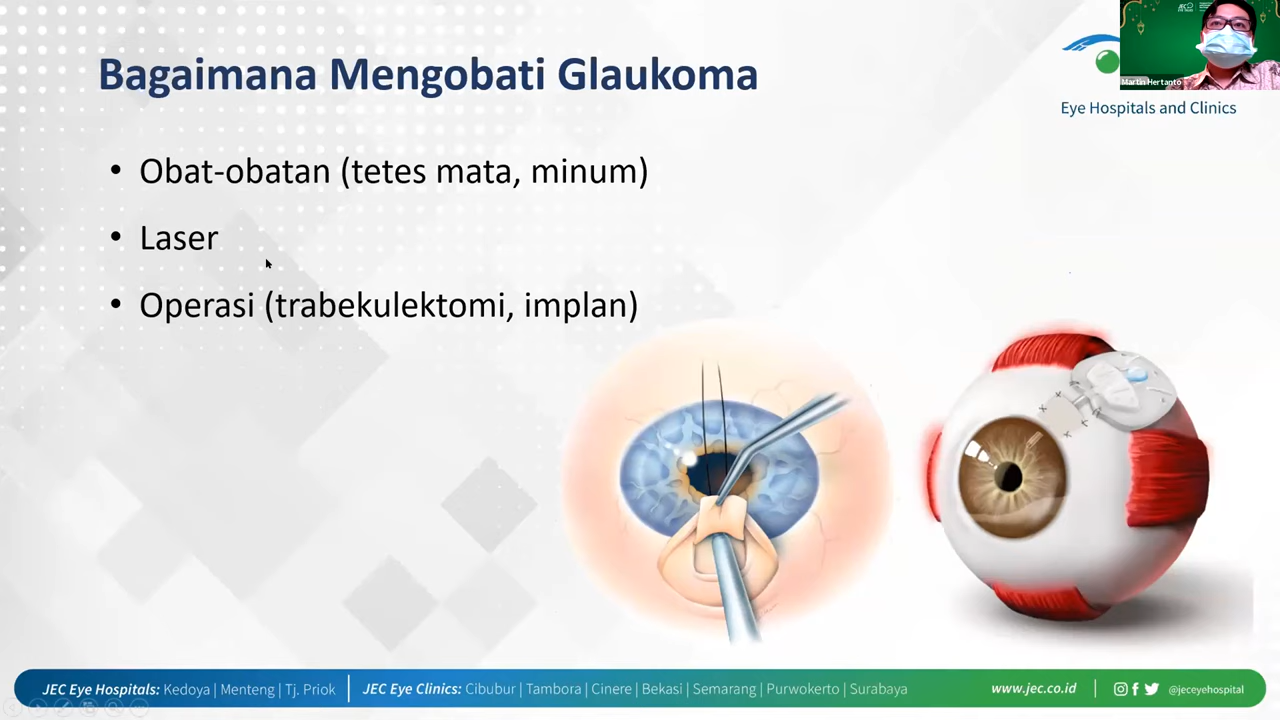 Bagaimana Mengobati Glaukoma
• Obat-obatan (tetes mata, minum)
• Laser
• Operasi (trabekulektomi, implan)
Martin Hertanto
Eye Hospitals and Clinics
JEC Eye Hospitals: Kedoya | Menteng | Tj. Priok | JEC Eye Clinics: Cibubur | Tambora | Cinere | Bekasi | Semarang | Purwokerto | Surabaya
www.jec.co.id | @jeceyehospital